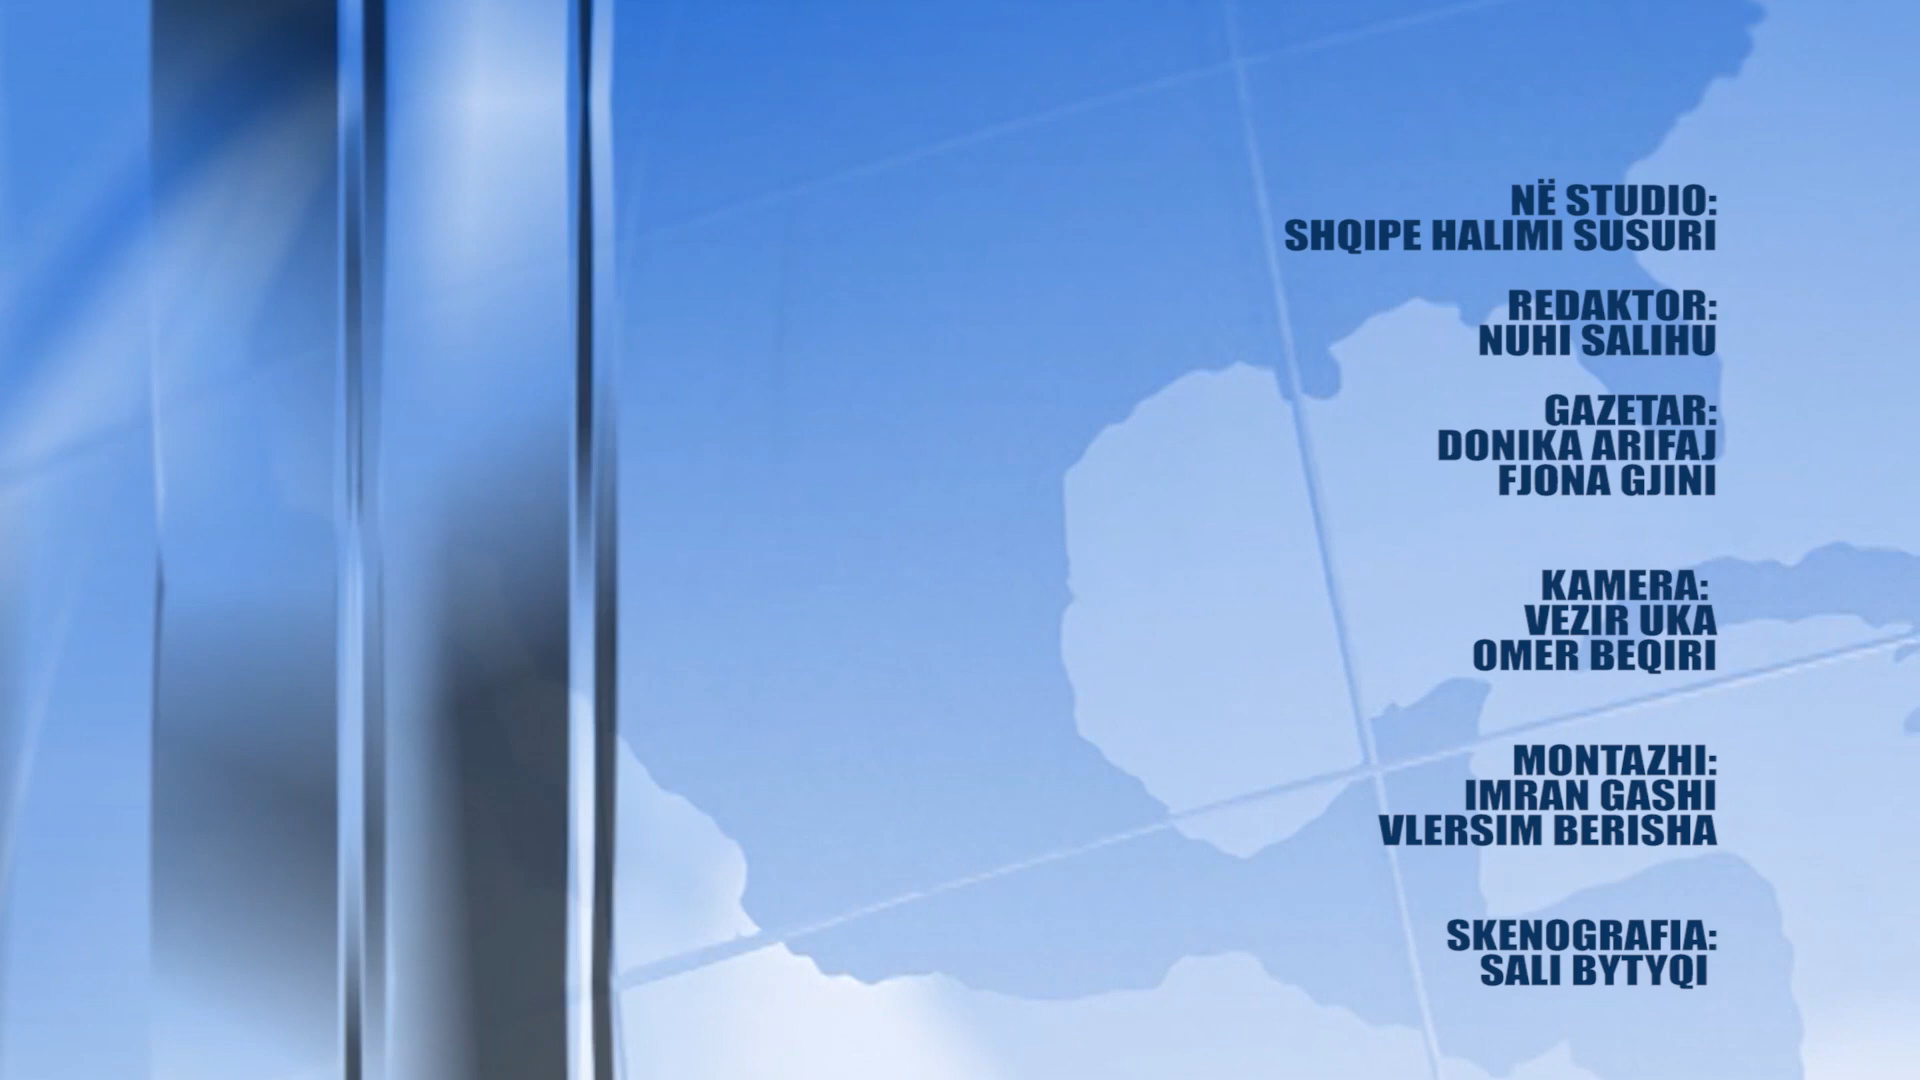 NË STUDIO:
SHQIPE HALIMI SUSURI
REDAKTOR:
NUHI SALIHU
GAZETAR:
DONIKA ARIFAJ
FJONA GJINI
KAMERA:
VEZIR UKA
OMER BEQIRI
MONTAZHI:
IMRAN GASHI
VLERSIM BERISHA
SKENOGRAFIA:
SALI BYTYQI